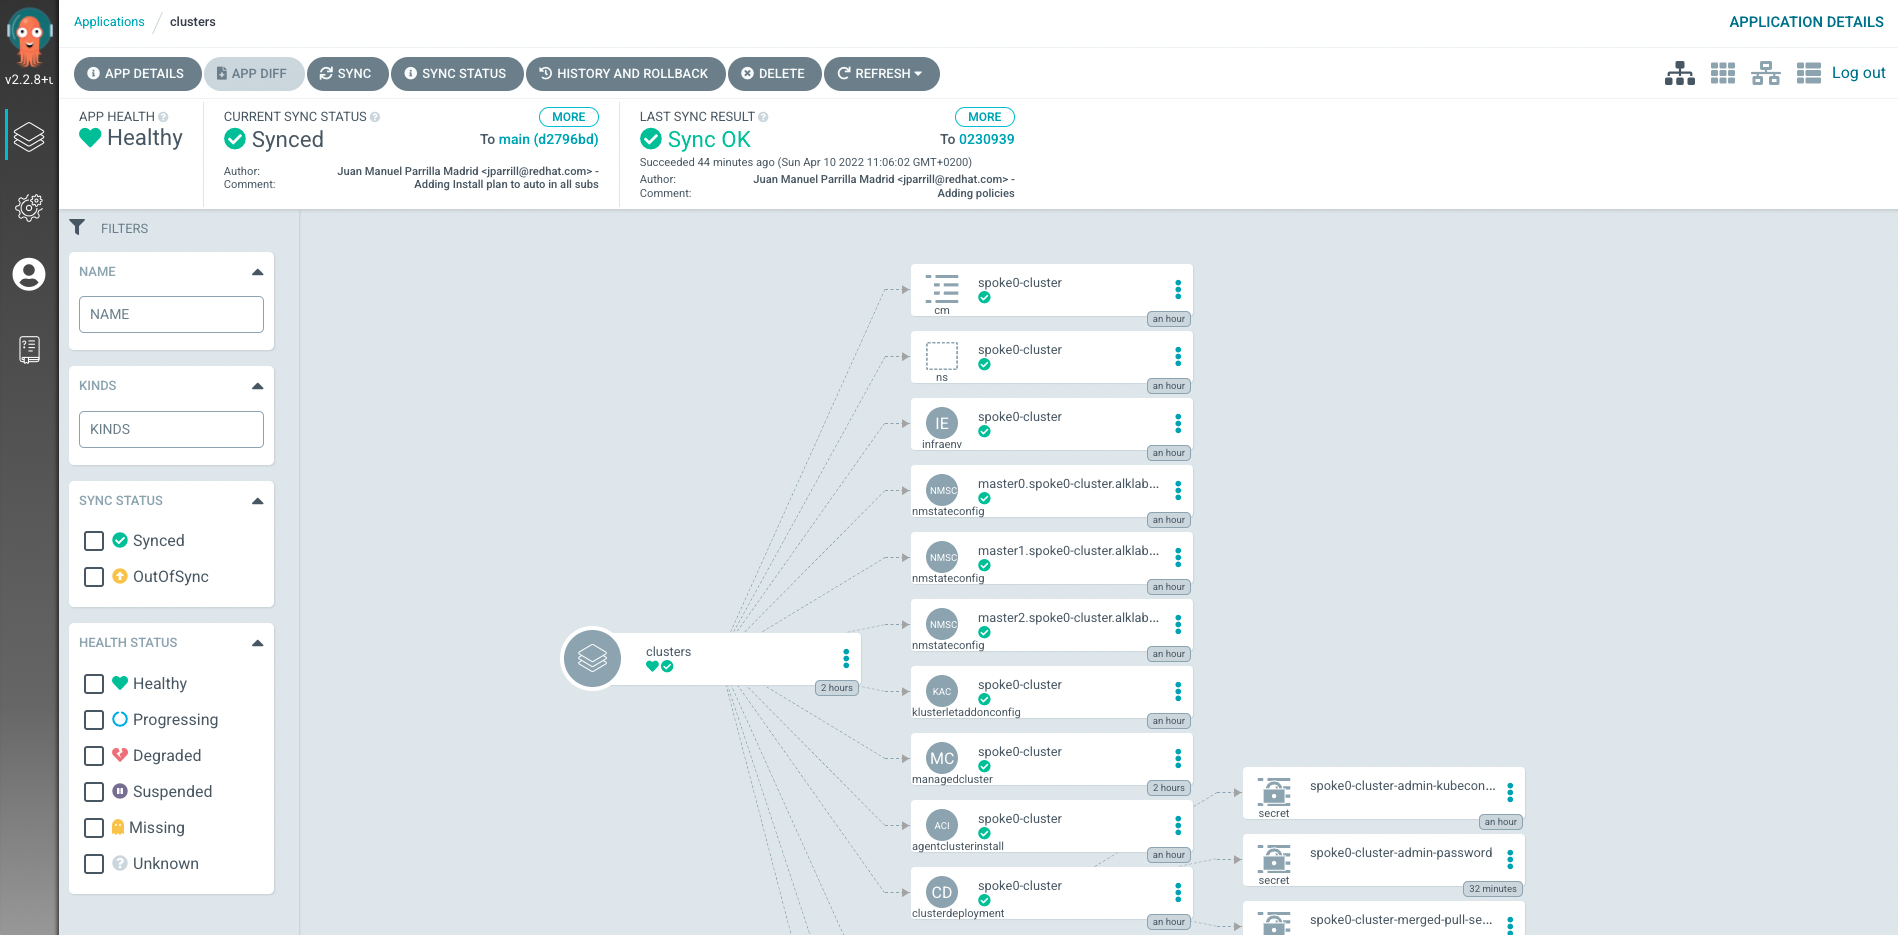 Applications / clusters
APPLICATION DETAILS
v2.2.8+u
APP DETAILS
APP DIFF
SYNC
SYNC STATUS
HISTORY AND ROLLBACK
DELETE
REFRESH
Log out
APP HEALTH
Healthy
CURRENT SYNC STATUS
MORE
Synced
To main (d2796bd)
Author: Juan Manuel Parrilla Madrid <jparrill@redhat.com> -
Comment: Adding Install plan to auto in all subs
LAST SYNC RESULT
MORE
Sync OK
To 0230939
Succeeded 44 minutes ago (Sun Apr 10 2022 11:06:02 GMT+0200)
Author: Juan Manuel Parrilla Madrid <jparrill@redhat.com> -
Comment: Adding policies
FILTERS
NAME
NAME
KINDS
KINDS
SYNC STATUS
Synced
OutOfSync
HEALTH STATUS
Healthy
Progressing
Degraded
Suspended
Missing
Unknown
clusters
2 hours
spoke0-cluster
cm
an hour
spoke0-cluster
ns
an hour
IE
spoke0-cluster
infraenv
an hour
NMSC
master0.spoke0-cluster.alklab...
nmstateconfig
an hour
NMSC
master1.spoke0-cluster.alklab...
nmstateconfig
an hour
NMSC
master2.spoke0-cluster.alklab...
nmstateconfig
an hour
KAC
spoke0-cluster
klusterletaddonconfig
an hour
MC
spoke0-cluster
managedcluster
2 hours
ACI
spoke0-cluster
agentclusterinstall
an hour
CD
spoke0-cluster
clusterdeployment
an hour
spoke0-cluster-admin-kubecon...
secret
an hour
spoke0-cluster-admin-password
secret
32 minutes
spoke0-cluster-merged-pull-se...